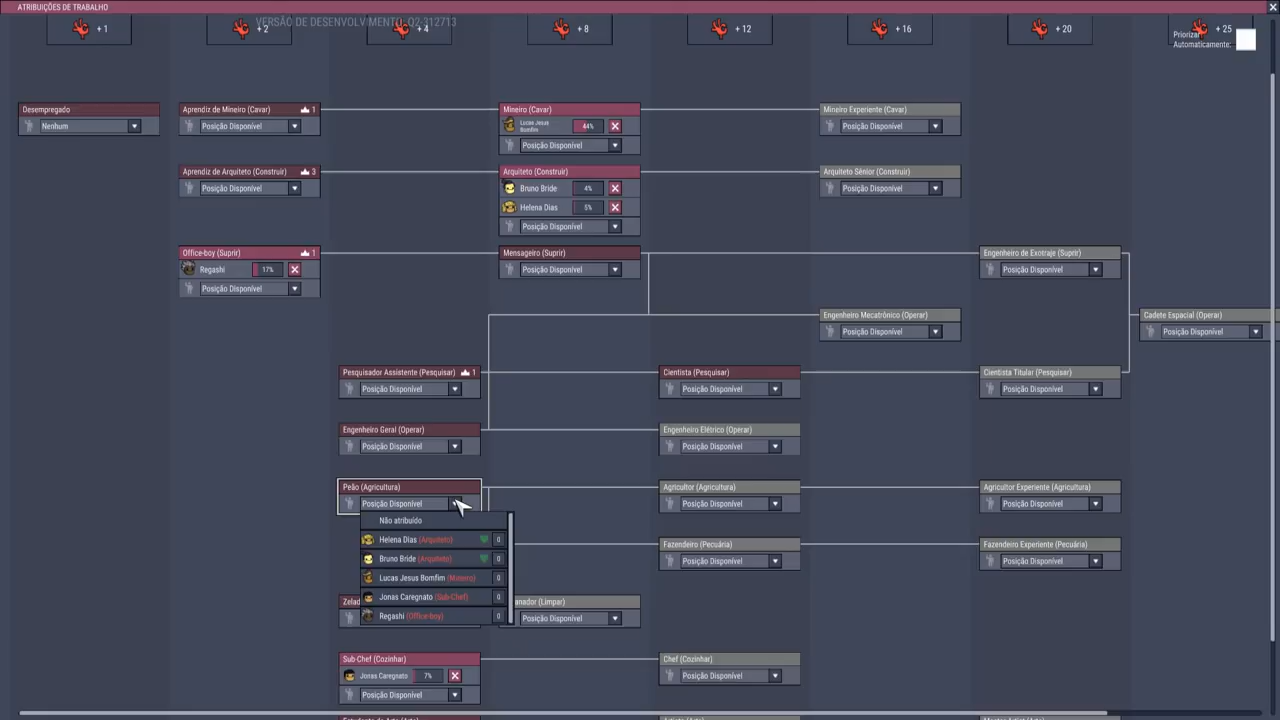 ATRIBUIÇÕES DE TRABALHO
VERSÃO DE DESENVOLVIMENTO: O2-312713
+ 1
+ 2
+ 4
+ 8
+ 12
+ 16
+ 20
+ 25
Priorizar
Automaticamente:
Desempregado
Nenhum
Aprendiz de Mineiro (Cavar) 1
Posição Disponível
Mineiro (Cavar)
Lucas Jesus
Bomfim
44%
Posição Disponível
Mineiro Experiente (Cavar)
Posição Disponível
Aprendiz de Arquiteto (Construir) 3
Posição Disponível
Arquiteto (Construir)
Bruno Bride 4%
Helena Dias 5%
Posição Disponível
Arquiteto Sênior (Construir)
Posição Disponível
Office-boy (Suprir) 1
Regashi 17%
Posição Disponível
Mensageiro (Suprir)
Posição Disponível
Engenheiro de Exotraje (Suprir)
Posição Disponível
Engenheiro Mecatrônico (Operar)
Posição Disponível
Cadete Espacial (Operar)
Posição Disponível
Pesquisador Assistente (Pesquisar) 1
Posição Disponível
Cientista (Pesquisar)
Posição Disponível
Cientista Titular (Pesquisar)
Posição Disponível
Engenheiro Geral (Operar)
Posição Disponível
Engenheiro Elétrico (Operar)
Posição Disponível
Peão (Agricultura)
Posição Disponível
Agricultor (Agricultura)
Posição Disponível
Agricultor Experiente (Agricultura)
Posição Disponível
Não atribuído
Helena Dias (Arquiteto) 0
Bruno Bride (Arquiteto) 0
Lucas Jesus Bomfim (Mineiro) 0
Jonas Caregnato (Sub-Chef) 0
Regashi (Office-boy) 0
Fazendeiro (Pecuária)
Posição Disponível
Fazendeiro Experiente (Pecuária)
Posição Disponível
Zelad
anador (Limpar)
Posição Disponível
Sub-Chef (Cozinhar)
Jonas Caregnato 7%
Posição Disponível
Chef (Cozinhar)
Posição Disponível